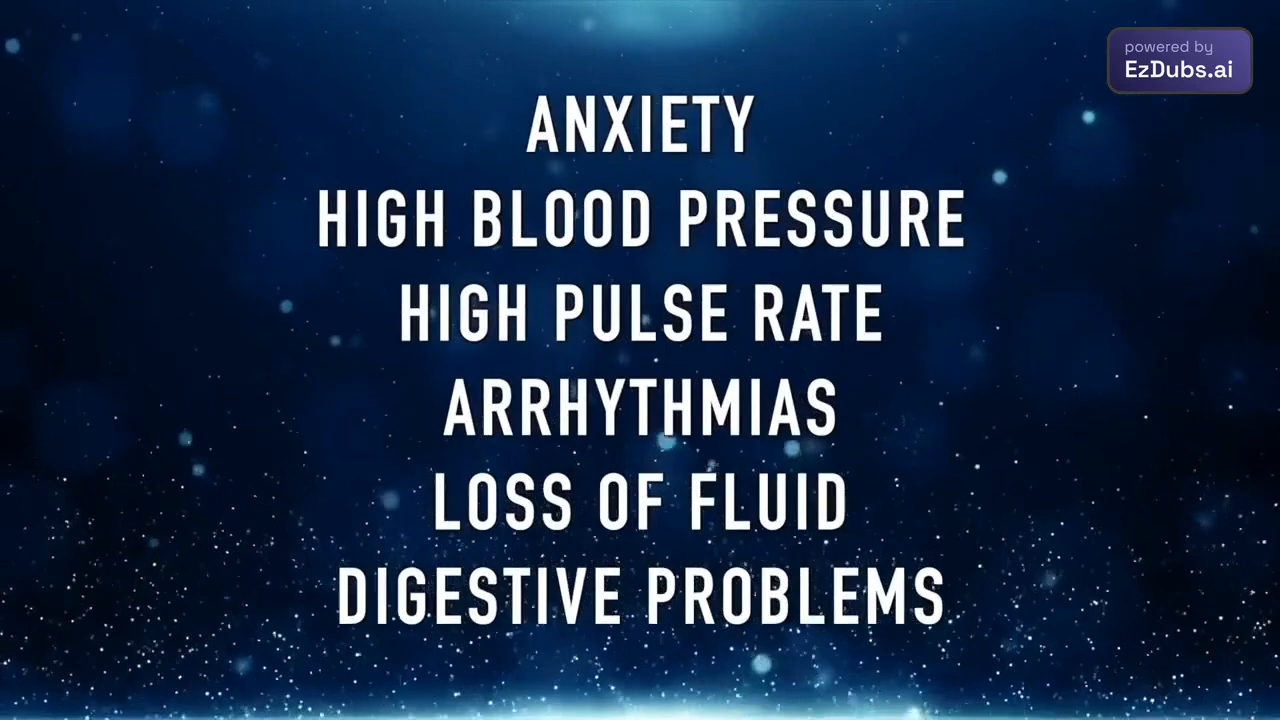 powered by
EzDubs.ai
ANXIETY
HIGH BLOOD PRESSURE
HIGH PULSE RATE
ARRHYTHMIAS
LOSS OF FLUID
DIGESTIVE PROBLEMS